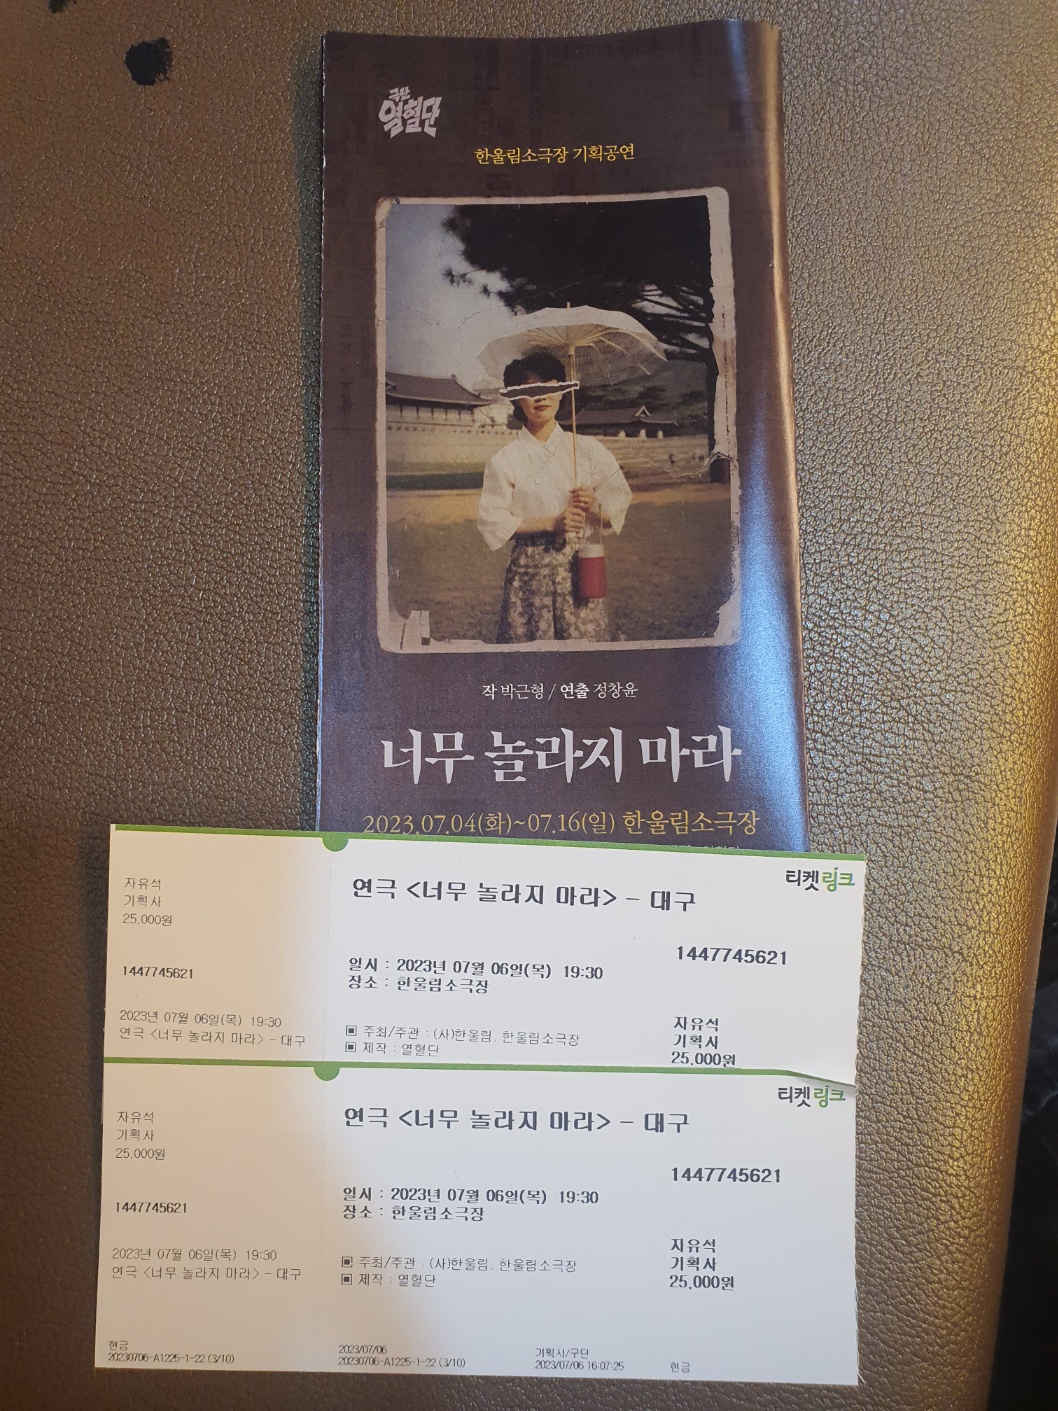 극단
열혈단
한울림소극장 기획공연
작 박근형 / 연출 정창윤
너무 놀라지 마라
2023.07.04(화)~07.16(일) 한울림소극장
티켓링크
자유석
기획사
25,000원
1447745621
2023년 07월 06일(목) 19:30
연극 <너무 놀라지 마라> - 대구
연극 <너무 놀라지 마라> - 대구
1447745621
일시 : 2023년 07월 06일(목) 19:30
장소 : 한울림소극장
▣ 주최/주관 : (사)한울림, 한울림소극장
▣ 제작 : 열혈단
자유석
기획사
25,000원
티켓링크
자유석
기획사
25,000원
1447745621
2023년 07월 06일(목) 19:30
연극 <너무 놀라지 마라> - 대구
현금
20230706-A1225-1-22 (3/10)
연극 <너무 놀라지 마라> - 대구
1447745621
일시 : 2023년 07월 06일(목) 19:30
장소 : 한울림소극장
▣ 주최/주관 : (사)한울림, 한울림소극장
▣ 제작 : 열혈단
자유석
기획사
25,000원
2023/07/06
20230706-A1225-1-22 (3/10)
기획사/구단
2023/07/06 16:07:25
현금